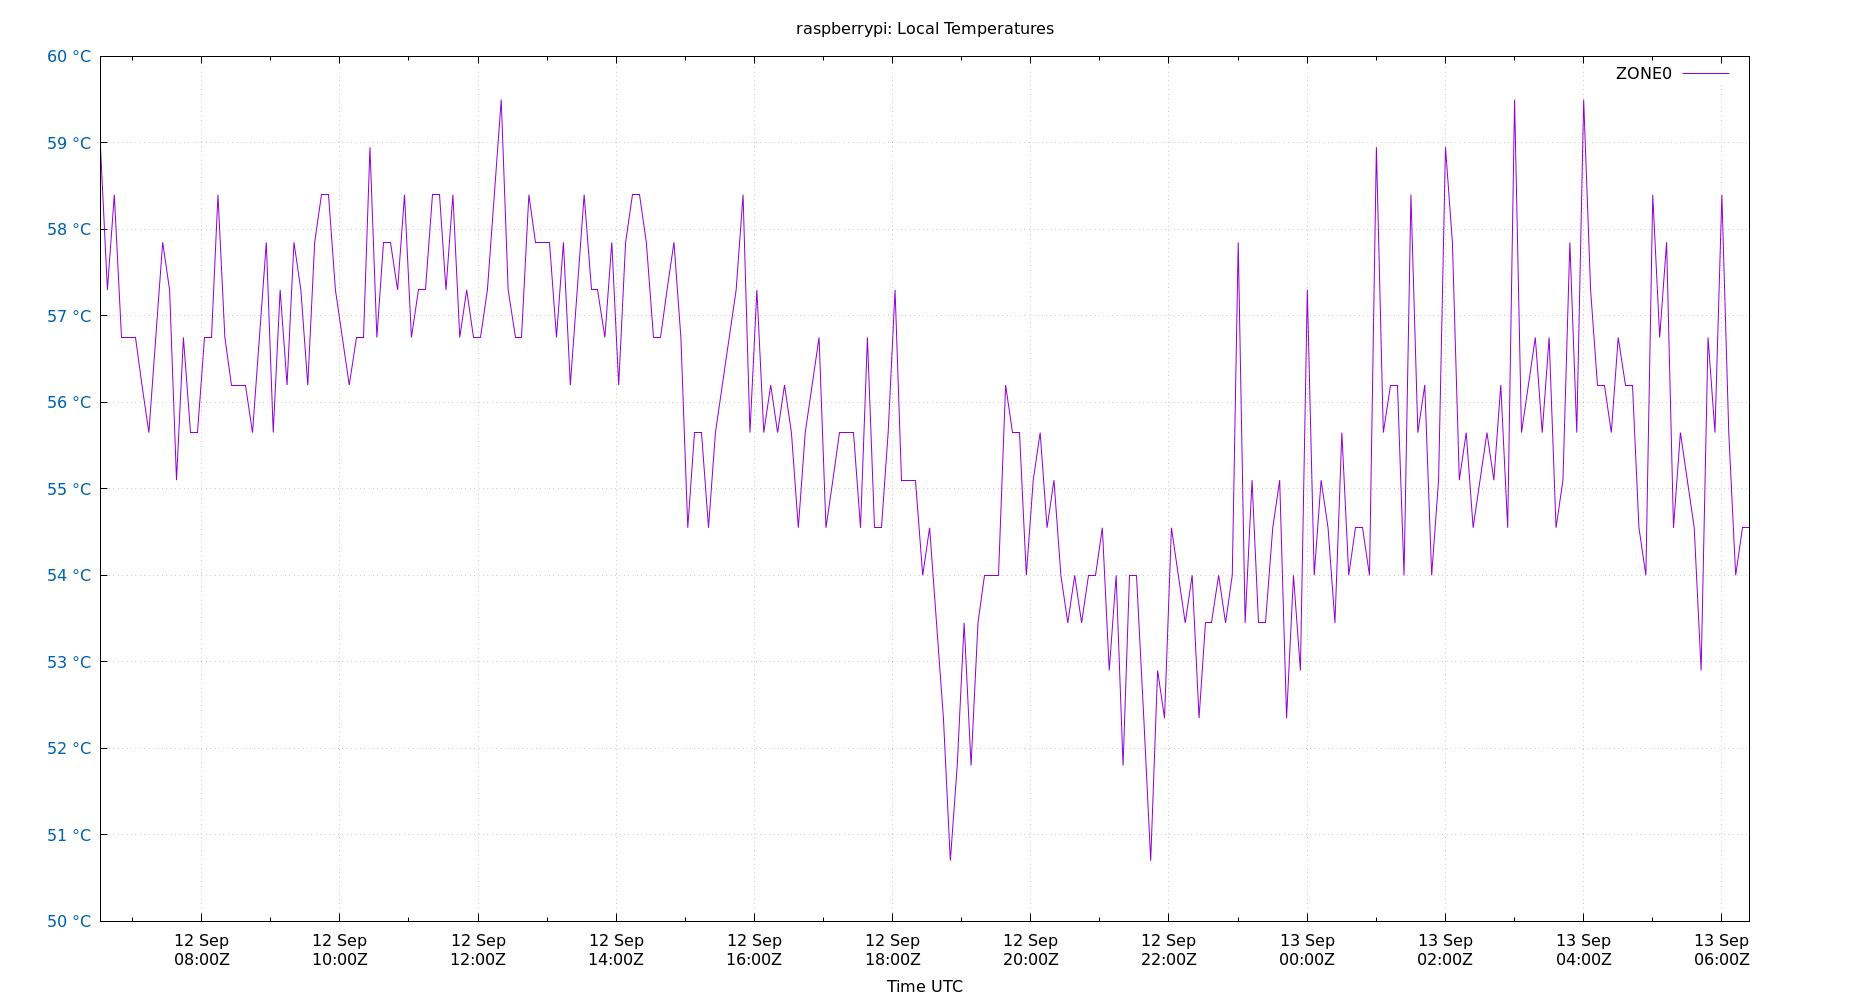 raspberrypi: Local Temperatures
60 °C
ZONE0
59 °C
58 °C
57 °C
56 °C
55 °C
54 °C
53 °C
52 °C
51 °C
50 °C
12 Sep 12 Sep 12 Sep 12 Sep 12 Sep 12 Sep 12 Sep 12 Sep 13 Sep 13 Sep 13 Sep 13 Sep
08:00Z 10:00Z 12:00Z 14:00Z 16:00Z 18:00Z 20:00Z 22:00Z 00:00Z 02:00Z 04:00Z 06:00Z
Time UTC